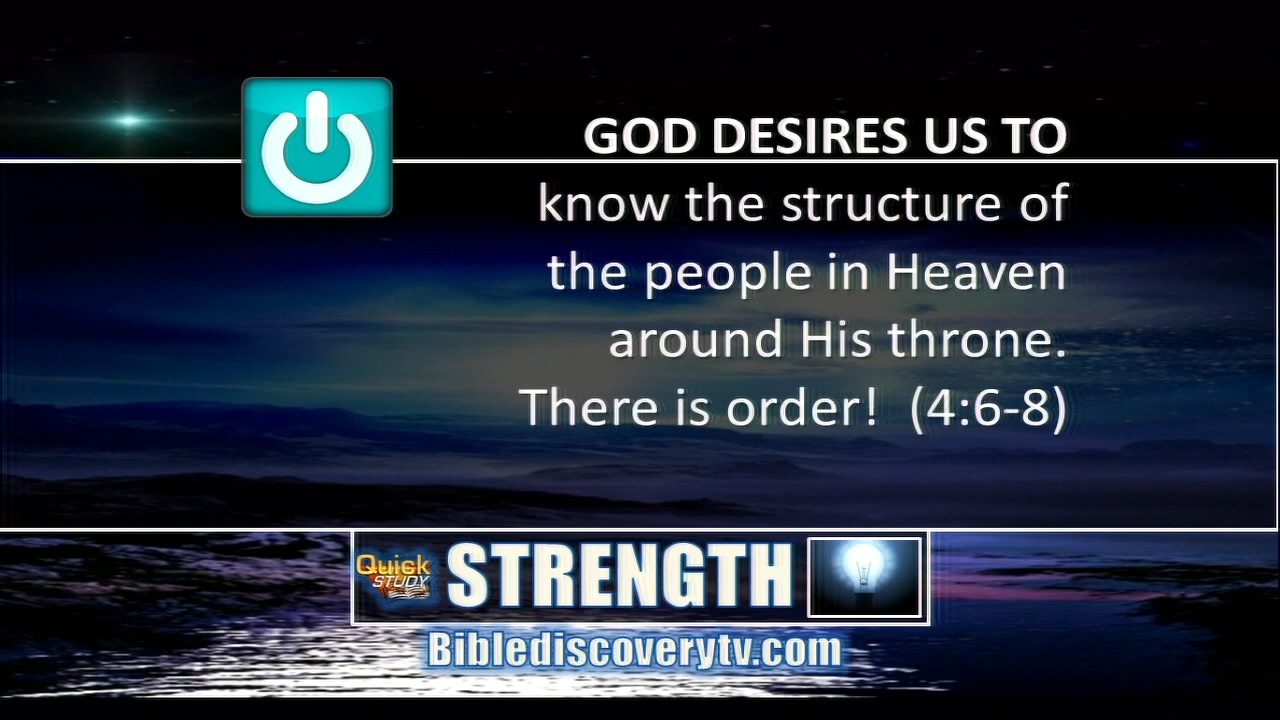 GOD DESIRES US TO
know the structure of
the people in Heaven
around His throne.
There is order!  (4:6-8)
Quick
STUDY
STRENGTH
Biblediscoverytv.com